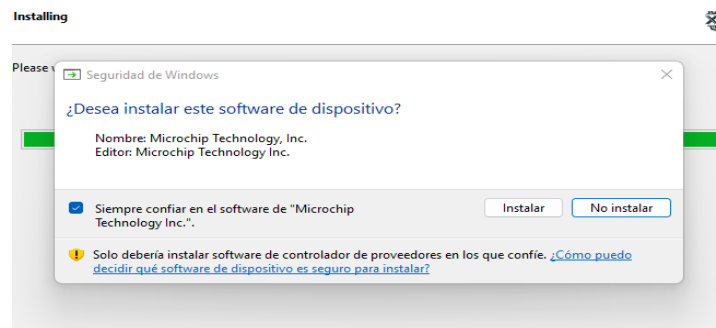 Installing
Please
Seguridad de Windows
¿Desea instalar este software de dispositivo?
Nombre: Microchip Technology, Inc.
Editor: Microchip Technology Inc.
Siempre confiar en el software de "Microchip
Technology Inc.".
Instalar
No instalar
Solo debería instalar software de controlador de proveedores en los que confíe. ¿Cómo puedo
decidir qué software de dispositivo es seguro para instalar?